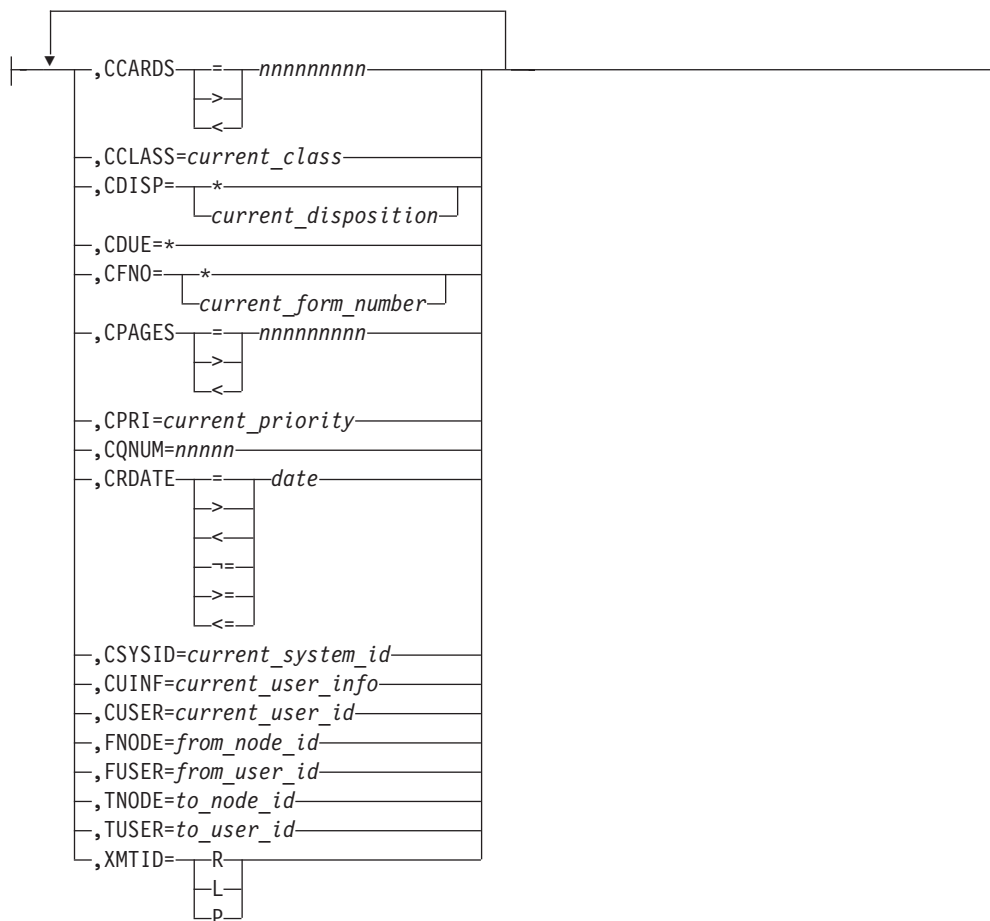 ,CCARDS = nnnnnnnnn
>
<
,CCLASS=current_class
,CDISP= *
current_disposition
,CDUE=*
,CFNO= *
current_form_number
,CPAGES = nnnnnnnnn
>
<
,CPRI=current_priority
,CQNUM=nnnnn
,CRDATE = date
>
<
¬=
>=
<=
,CSYSID=current_system_id
,CUINF=current_user_info
,CUSER=current_user_id
,FNODE=from_node_id
,FUSER=from_user_id
,TNODE=to_node_id
,TUSER=to_user_id
,XMTID= R
L
P